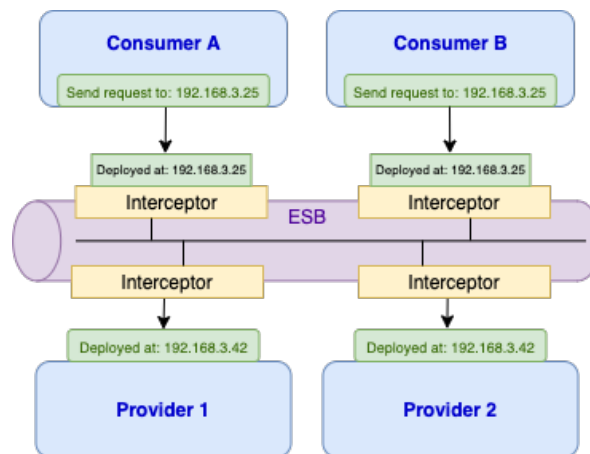 Consumer A
Consumer B
Send request to: 192.168.3.25
Send request to: 192.168.3.25
Deployed at: 192.168.3.25
Deployed at: 192.168.3.25
Interceptor
Interceptor
ESB
Interceptor
Interceptor
Deployed at: 192.168.3.42
Deployed at: 192.168.3.42
Provider 1
Provider 2